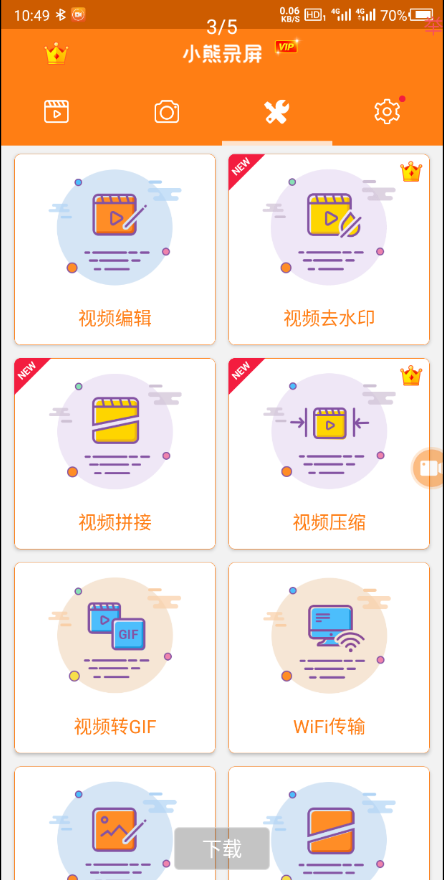 10:49
0.06
KB/S
HD 1
4G
4G
70%
3/5
小熊录屏
VIP
NEW
视频编辑
视频去水印
NEW
NEW
视频拼接
视频压缩
GIF
视频转GIF
WiFi传输
下载